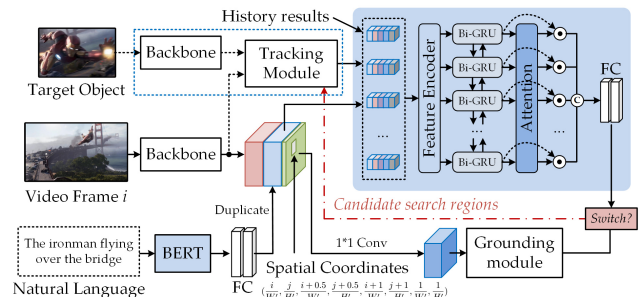 History results
Target Object
Backbone
Tracking Module
Feature Encoder
Bi-GRU
Bi-GRU
Bi-GRU
...
Bi-GRU
Attention
...
C
FC
Video Frame i
Backbone
Candidate search regions
Switch?
Duplicate
The ironman flying
over the bridge
Natural Language
BERT
FC
1*1 Conv
Spatial Coordinates
Grounding
module